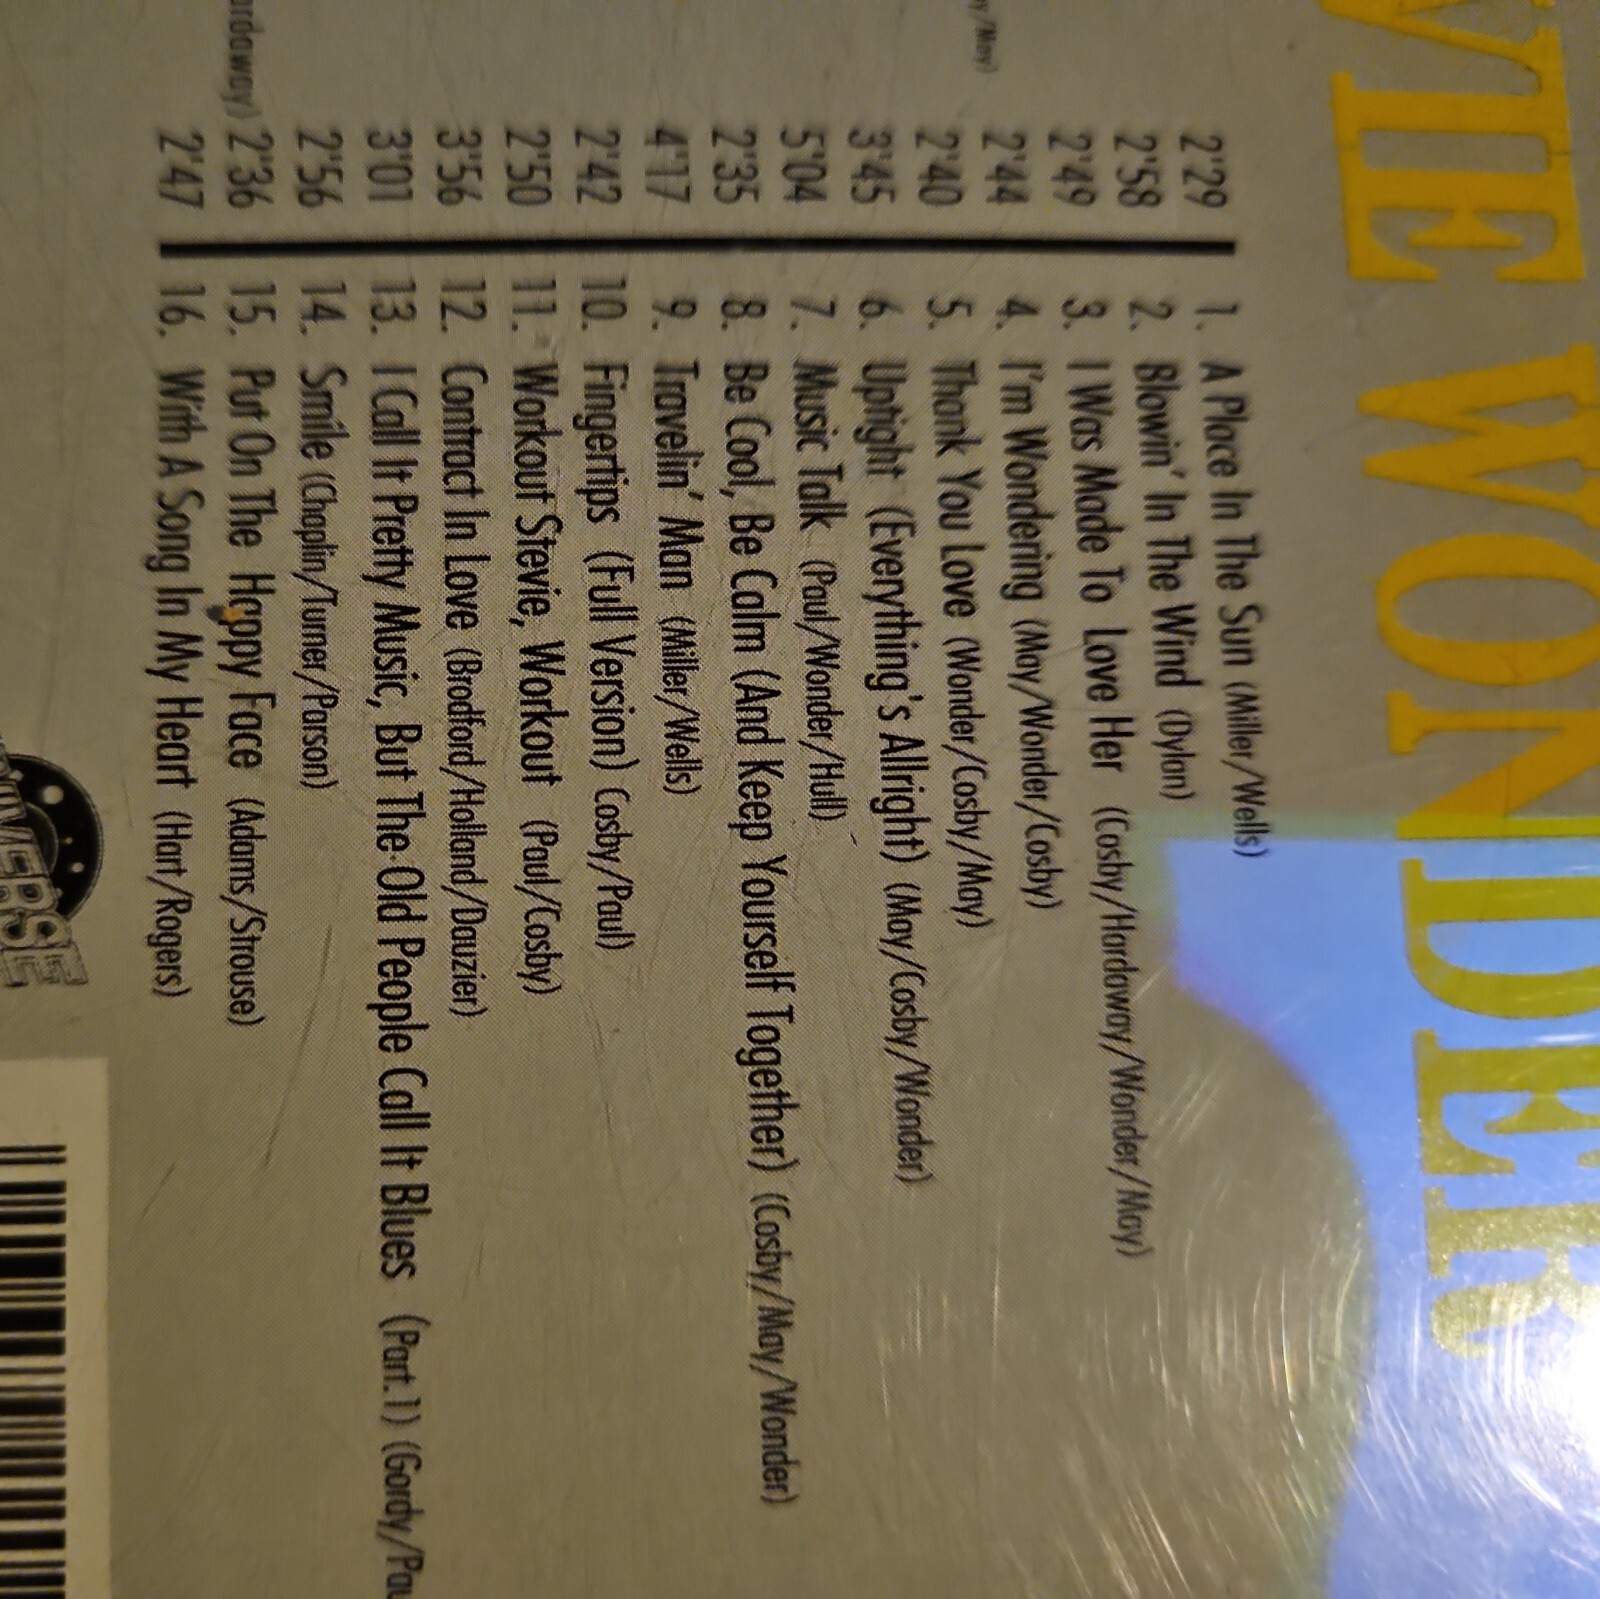 VIE WONDER
2'29 1. A Place In The Sun (Miller/Wells)
2'58 2. Blowin' In The Wind (Dylon)
2'49 3. I Was Made To Love Her (Cosby/Hardaway/Wonder/May)
2'44 4. I'm Wondering (May/Wonder/Cosby)
2'40 5. Thank You Love (Wonder/Cosby/May)
3'45 6. Uptight (Everything's Allright) (May/Cosby/Wonder)
5'04 7. Music Talk (Paul/Wonder/Hull)
2'35 8. Be Cool, Be Calm (And Keep Yourself Together) (Cosby/May/Wonder)
4'17 9. Travelin' Man (Miller/Wells)
2'42 10. Fingertips (Full Version) Cosby/Paul)
2'50 11. Workout Stevie, Workout (Paul/Cosby)
3'56 12. Contract In Love (Bradford/Holland/Dauzier)
3'01 13. I Call It Pretty Music, But The Old People Call It Blues (Part.1) (Gordy/Pau
2'56 14. Smile (Chaplin/Turner/Parson)
ardaway) 2'36 15. Put On The Happy Face (Adams/Strouse)
2'47 16. With A Song In My Heart (Hart/Rogers)
y/May)
VERSE